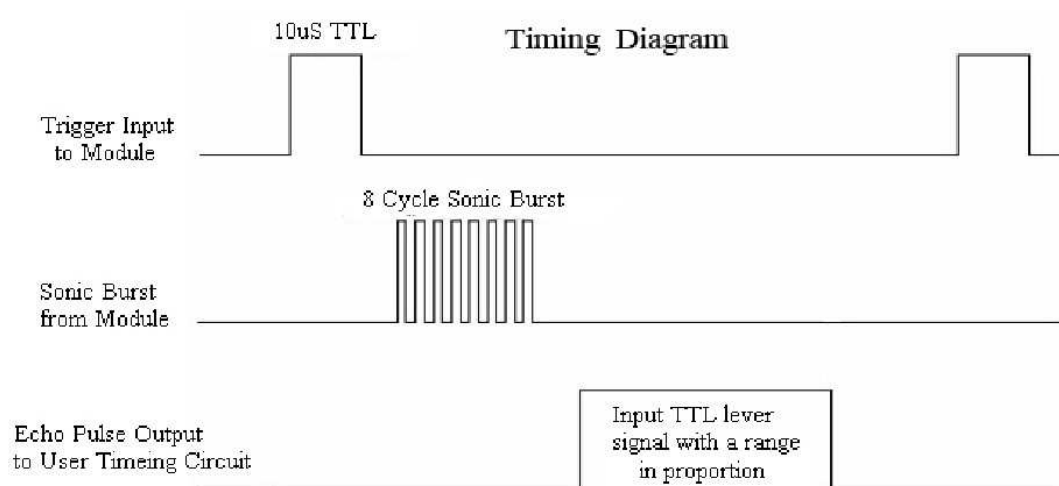 10uS TTL
Timing Diagram
Trigger Input
to Module
8 Cycle Sonic Burst
Sonic Burst
from Module
Echo Pulse Output
to User Timeing Circuit
Input TTL lever
signal with a range
in proportion